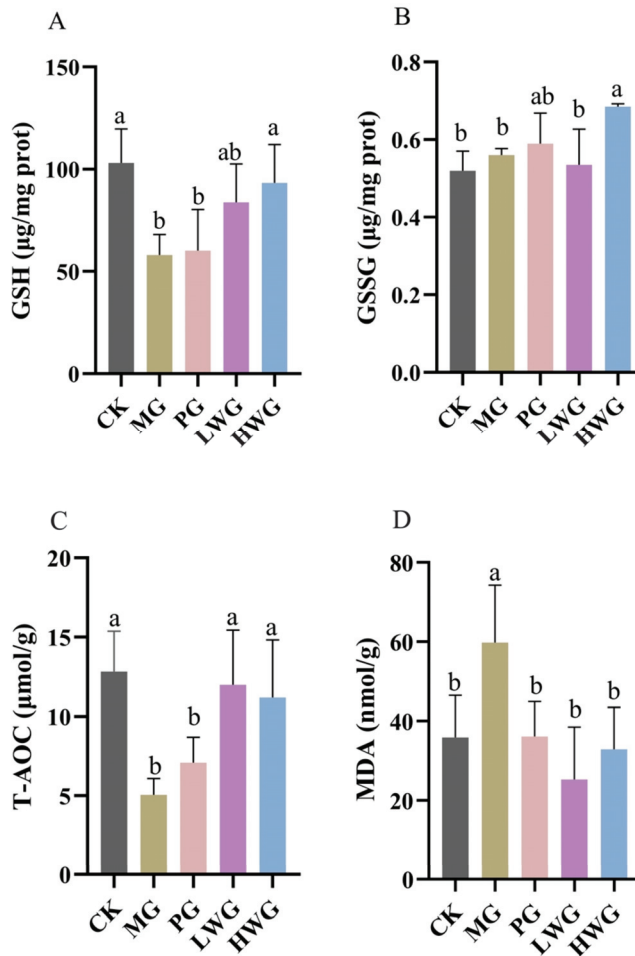 A
GSH (μg/mg prot)
150
100
50
0
a
b
b
ab
a
CK
MG
PG
LWG
HWG
B
GSSG (μg/mg prot)
0.8
0.6
0.4
0.2
0.0
b
b
ab
b
a
CK
MG
PG
LWG
HWG
C
T-AOC (μmol/g)
20
15
10
5
0
a
b
b
a
a
CK
MG
PG
LWG
HWG
D
MDA (nmol/g)
80
60
40
20
0
b
a
b
b
b
CK
MG
PG
LWG
HWG